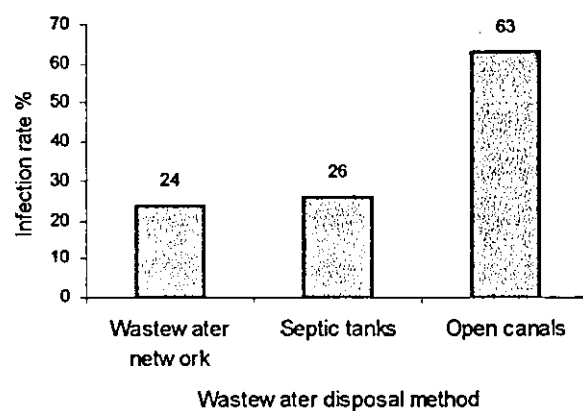 70
60
50
40
30
20
10
0
Infection rate %
24
26
63
Wastew ater
netw ork
Septic tanks
Open canals
Wastew ater disposal method